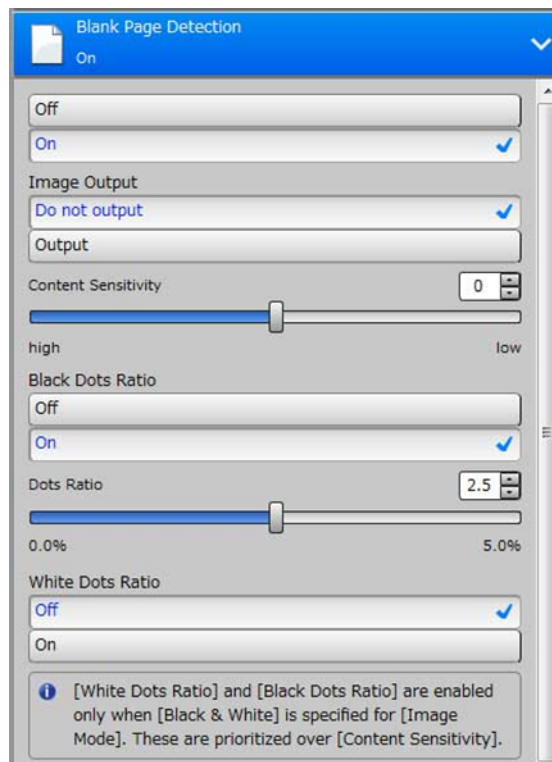 Blank Page Detection
On
Off
On
Image Output
Do not output
Output
Content Sensitivity 0
high low
Black Dots Ratio
Off
On
Dots Ratio 2.5
0.0% 5.0%
White Dots Ratio
Off
On
[White Dots Ratio] and [Black Dots Ratio] are enabled
only when [Black & White] is specified for [Image
Mode]. These are prioritized over [Content Sensitivity].